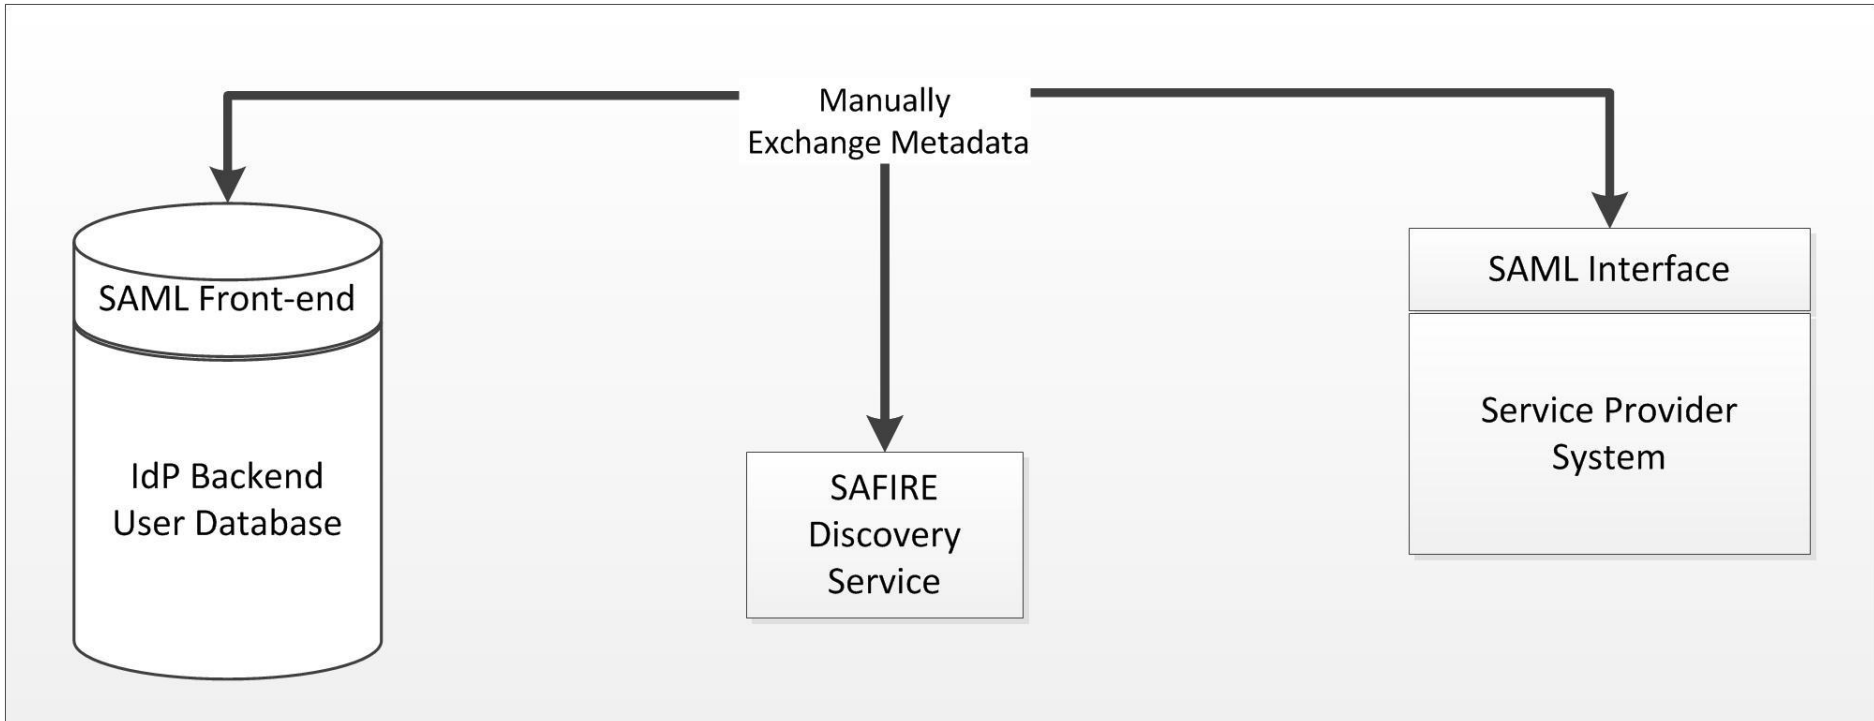 Manually
Exchange Metadata
SAML Front-end
IdP Backend
User Database
SAFIRE
Discovery
Service
SAML Interface
Service Provider
System